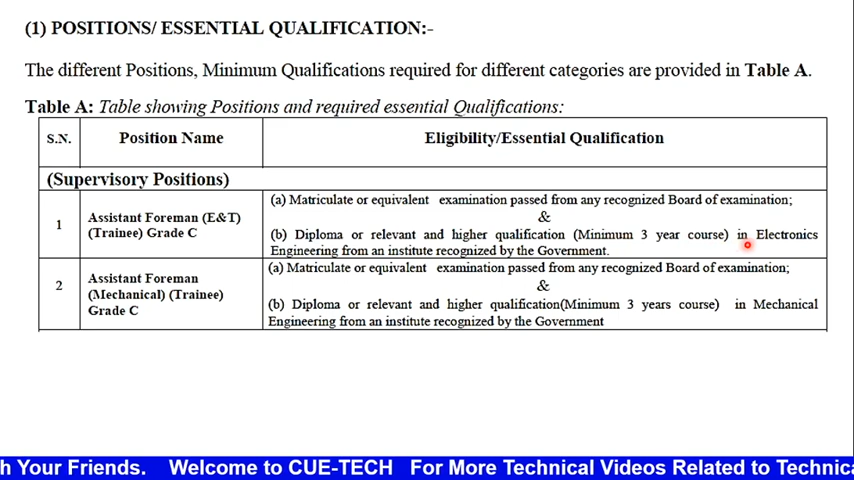 (1) POSITIONS/ ESSENTIAL QUALIFICATION:-
The different Positions, Minimum Qualifications required for different categories are provided in Table A.
Table A: Table showing Positions and required essential Qualifications:
S.N. Position Name Eligibility/Essential Qualification
(Supervisory Positions)
1 Assistant Foreman (E&T) (Trainee) Grade C
(a) Matriculate or equivalent examination passed from any recognized Board of examination;
&
(b) Diploma or relevant and higher qualification (Minimum 3 year course) in Electronics
Engineering from an institute recognized by the Government.
2 Assistant Foreman
(Mechanical) (Trainee)
Grade C
(a) Matriculate or equivalent examination passed from any recognized Board of examination;
&
(b) Diploma or relevant and higher qualification(Minimum 3 years course) in Mechanical
Engineering from an institute recognized by the Government
h Your Friends. Welcome to CUE-TECH For More Technical Videos Related to Technica